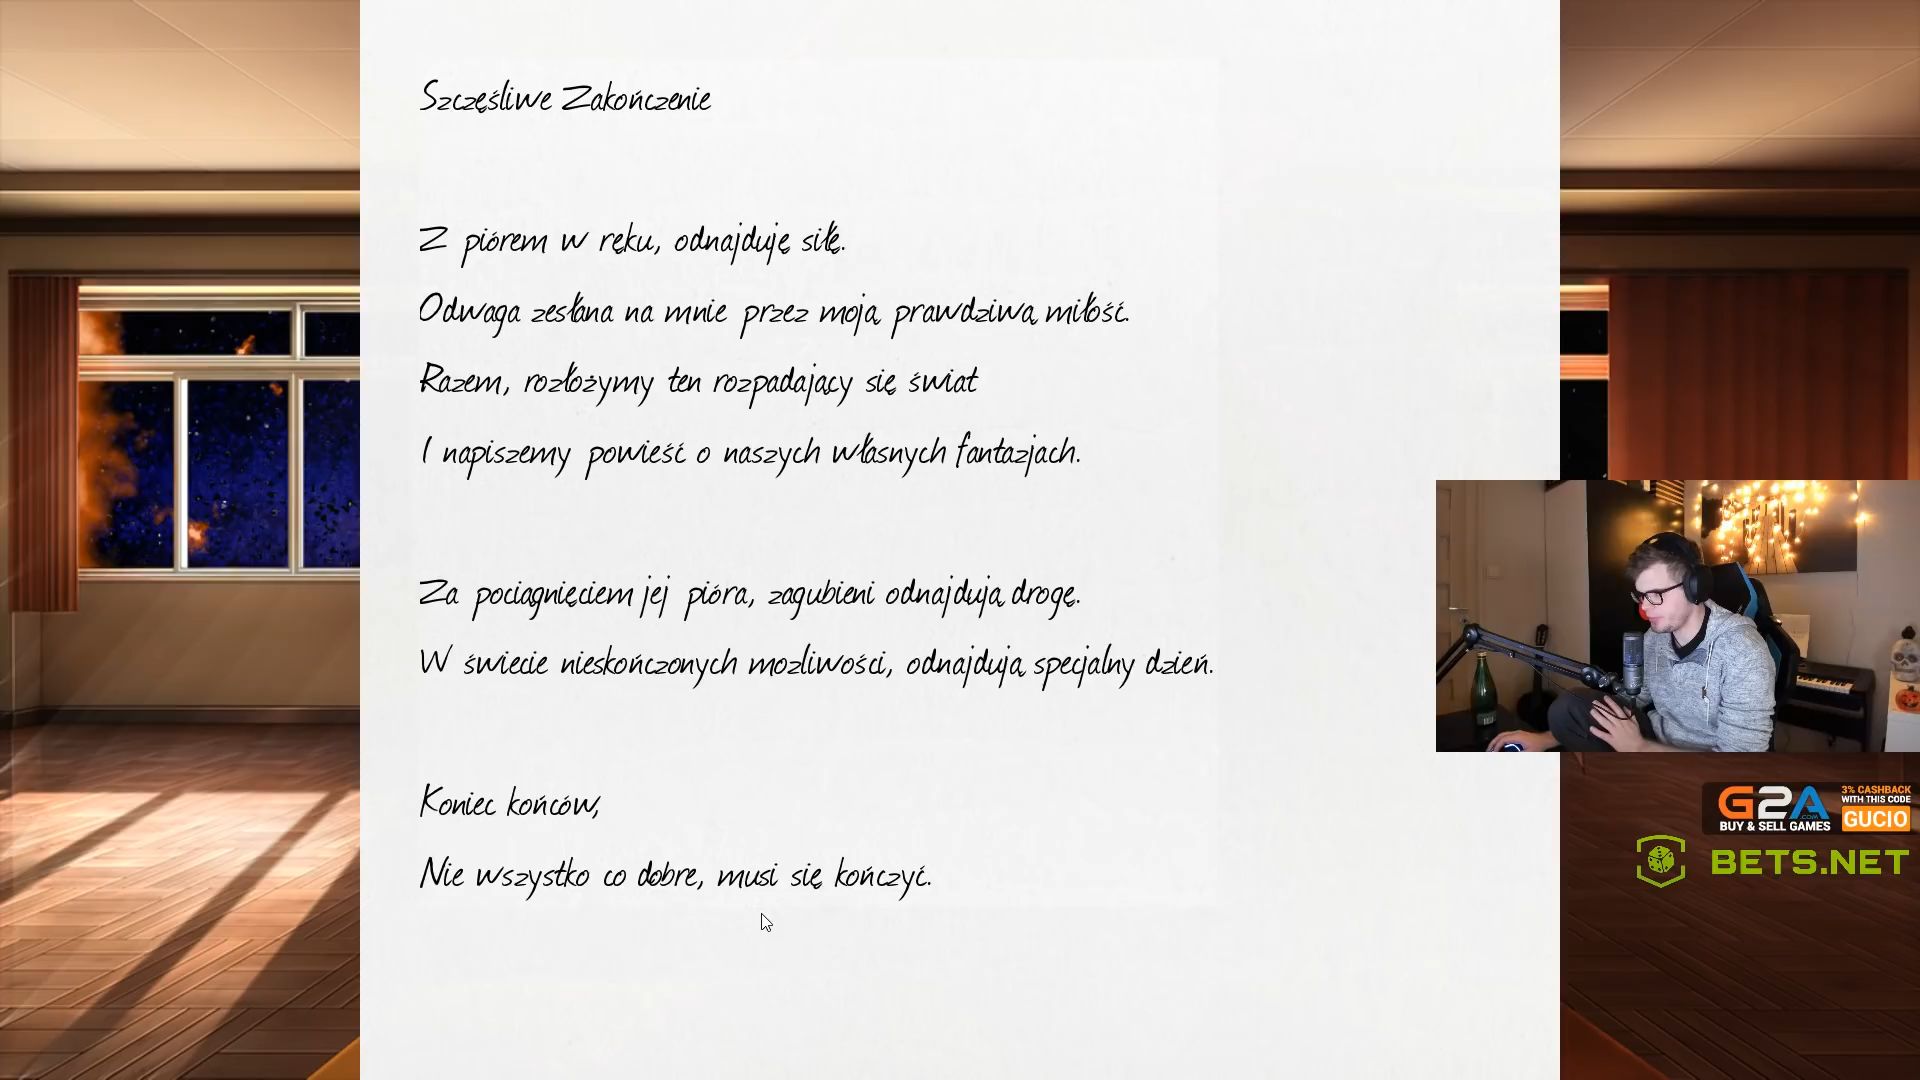 Szczęśliwe Zakończenie
Z piórem w ręku, odnajduję siłę.
Odwaga zesłana na mnie przez moją prawdziwą miłość.
Razem, rozłożymy ten rozpadający się świat
I napiszemy powieść o naszych własnych fantazjach.
Za pociągnięciem jej pióra, zagubieni odnajdują drogę.
W świecie nieskończonych mozliwości, odnajdują specjalny dzień.
Koniec końców,
Nie wszystko co dobre, musi się kończyć.
G2A.COM
BUY & SELL GAMES
3% CASHBACK
WITH THIS CODE
GUCIO
BETS.NET